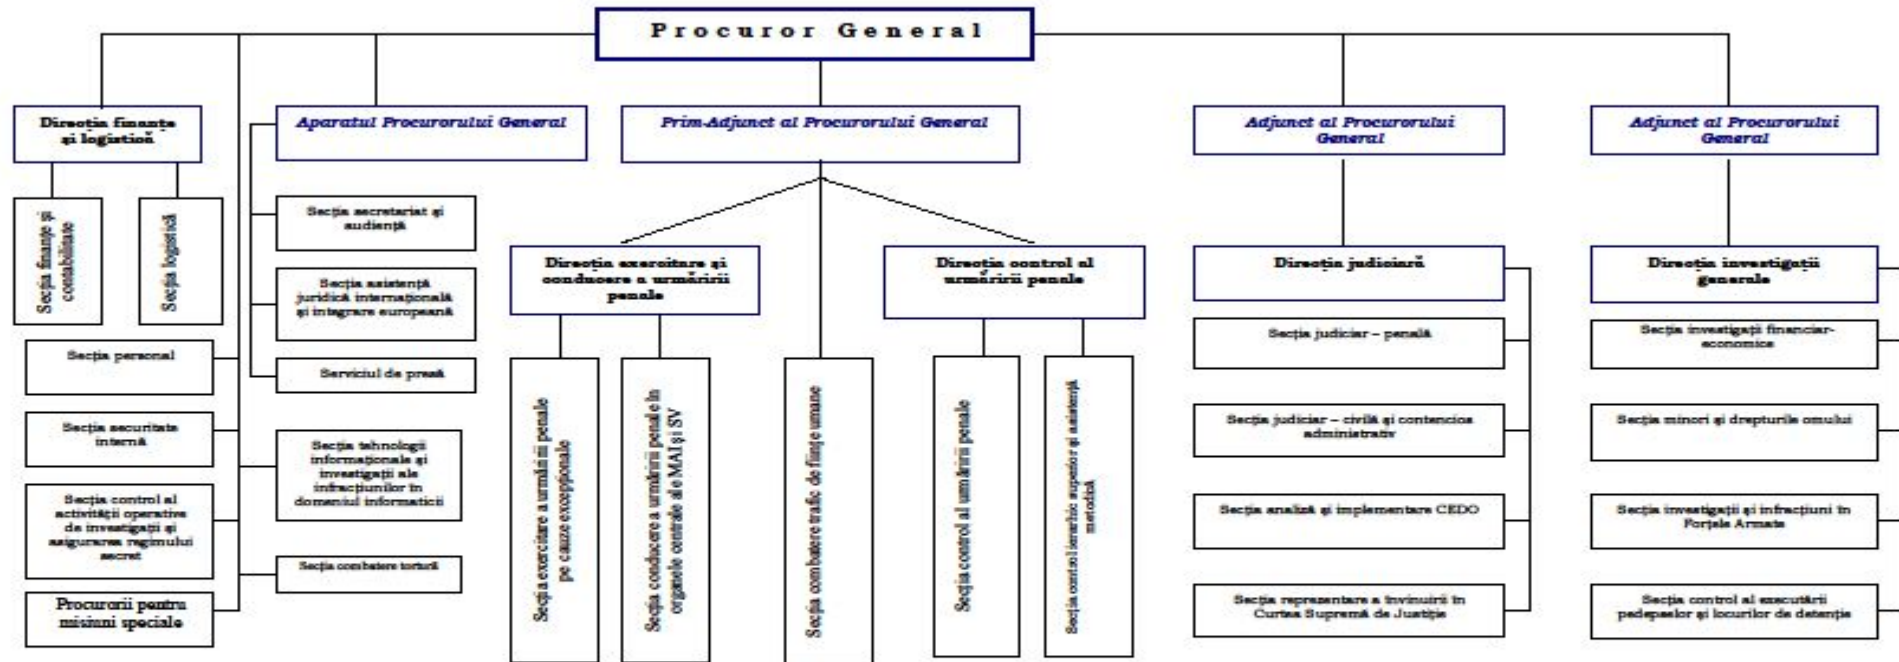 Procuror General
Direcția finanțe
și logistică
Aparatul Procurorului General
Prim-Adjunct al Procurorului General
Adjunct al Procurorului
General
Adjunct al Procurorului
General
Secția finanțe și
contabilitate
Secția logistică
Secția secretariat și
audiență
Secția asistență
juridică internațională
și integrare europeană
Serviciul de presă
Secția personal
Secția securitate
internă
Secția control al
activității operative
de investigații și
asigurarea regimului
secret
Procurorii pentru
misiuni speciale
Secția tehnologii
informaționale și
investigații ale
infracțiunilor în
domeniul informaticii
Secția combatere tortură
Direcția exercitare și
conducere a urmăririi
penale
Direcția control al
urmăririi penale
Secția exercitare a urmăririi penale
pe cauze excepționale
Secția conducere a urmăririi penale în
organele centrale ale MAI și SV
Secția combatere trafic de ființe umane
Secția control al urmăririi penale
Secția control ierarhic superior și asistență
metodică
Direcția judiciară
Secția judiciar – penală
Secția judiciar – civilă și contencios
administrativ
Secția analiză și implementare CEDO
Secția reprezentare a învinuirii în
Curtea Supremă de Justiție
Direcția investigații
generale
Secția investigații financiar-
economice
Secția minori și drepturile omului
Secția investigații și infracțiuni în
Forțele Armate
Secția control al executării
pedepselor și locurilor de detenție